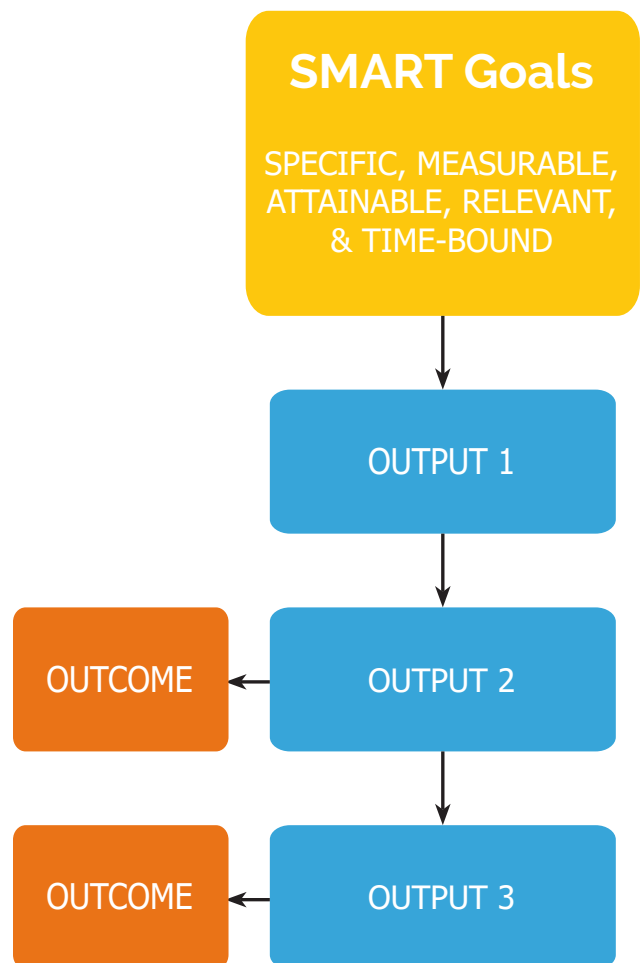 SMART Goals
SPECIFIC, MEASURABLE,
ATTAINABLE, RELEVANT,
& TIME-BOUND
OUTPUT 1
OUTCOME
OUTPUT 2
OUTCOME
OUTPUT 3